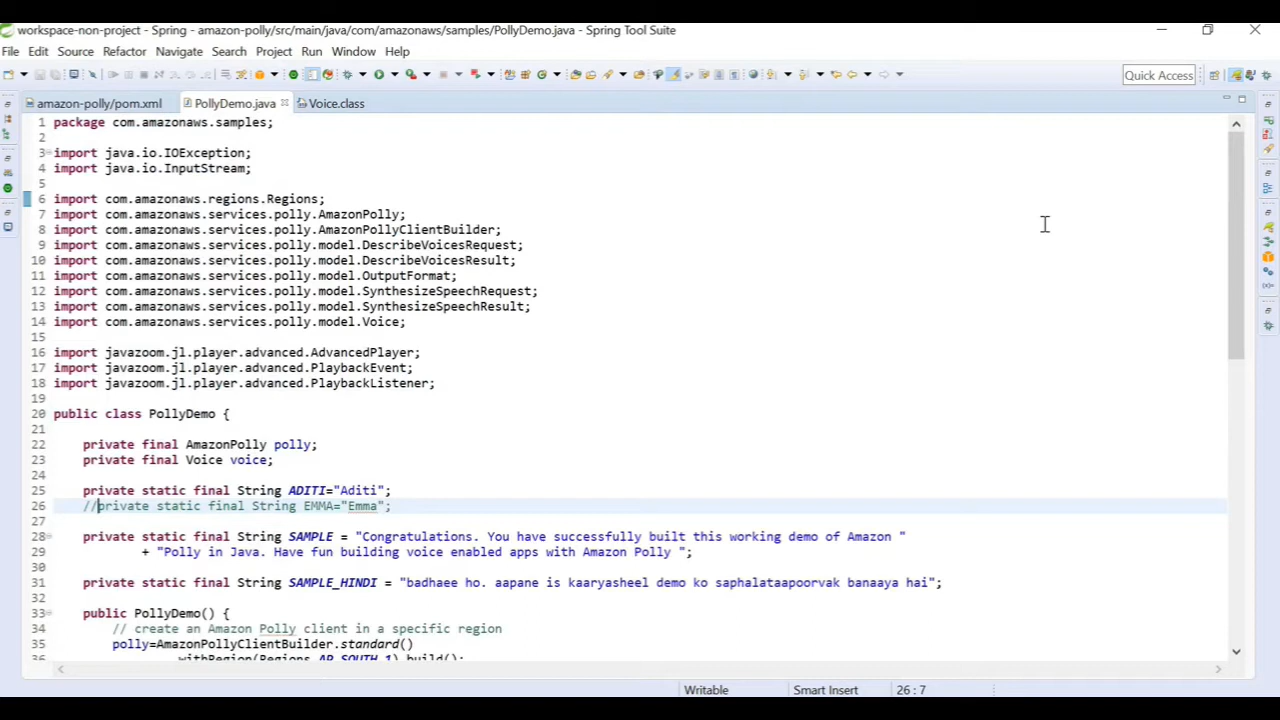 workspace-non-project - Spring - amazon-polly/src/main/java/com/amazonaws/samples/PollyDemo.java - Spring Tool Suite
File Edit Source Refactor Navigate Search Project Run Window Help
Quick Access
amazon-polly/pom.xml PollyDemo.java Voice.class
1 package com.amazonaws.samples;
2
3 import java.io.IOException;
4 import java.io.InputStream;
5
6 import com.amazonaws.regions.Regions;
7 import com.amazonaws.services.polly.AmazonPolly;
8 import com.amazonaws.services.polly.AmazonPollyClientBuilder;
9 import com.amazonaws.services.polly.model.DescribeVoicesRequest;
10 import com.amazonaws.services.polly.model.DescribeVoicesResult;
11 import com.amazonaws.services.polly.model.OutputFormat;
12 import com.amazonaws.services.polly.model.SynthesizeSpeechRequest;
13 import com.amazonaws.services.polly.model.SynthesizeSpeechResult;
14 import com.amazonaws.services.polly.model.Voice;
15
16 import javazoom.jl.player.advanced.AdvancedPlayer;
17 import javazoom.jl.player.advanced.PlaybackEvent;
18 import javazoom.jl.player.advanced.PlaybackListener;
19
20 public class PollyDemo {
21
22 private final AmazonPolly polly;
23 private final Voice voice;
24
25 private static final String ADITI="Aditi";
26 //private static final String EMMA="Emma";
27
28 private static final String SAMPLE = "Congratulations. You have successfully built this working demo of Amazon "
29 + "Polly in Java. Have fun building voice enabled apps with Amazon Polly ";
30
31 private static final String SAMPLE_HINDI = "badhaee ho. aapane is kaaryasheel demo ko saphalataapoorvak banaaya hai";
32
33 public PollyDemo() {
34 // create an Amazon Polly client in a specific region
35 polly=AmazonPollyClientBuilder.standard()
36 .withRegion(Regions.AP_SOUTH_1).build();
Writable Smart Insert 26 : 7